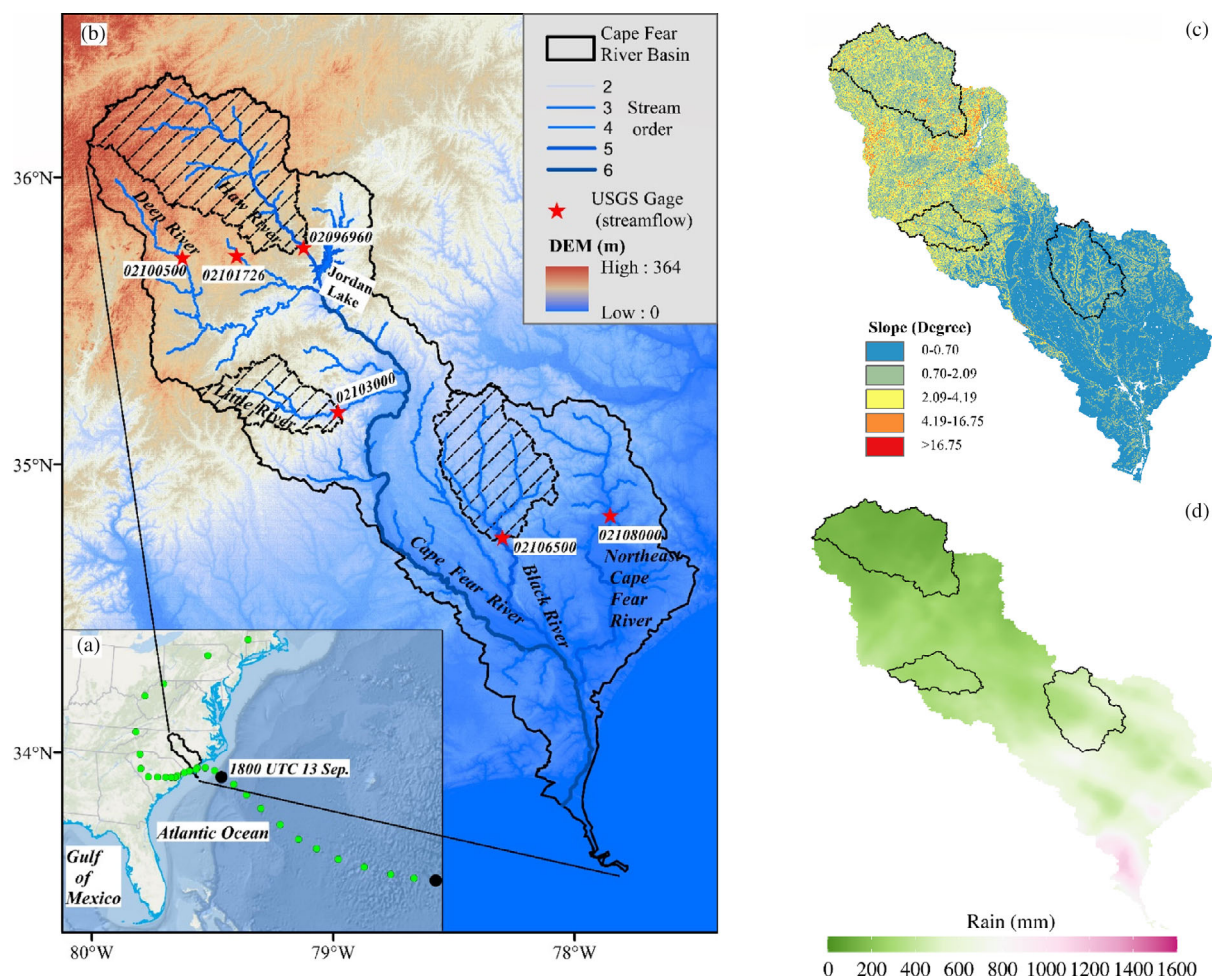 (b)
Cape Fear
River Basin
2
3
4
5
6
Stream
order
USGS Gage
(streamflow)
DEM (m)
High : 364
Low : 0
36°N
35°N
34°N
Deep River
Haw River
02096960
02100500
02101726
Jordan
Lake
02103000
Little River
02106500
02108000
Cape Fear River
Black River
Northeast
Cape
Fear
River
(a)
1800 UTC 13 Sep.
Atlantic Ocean
Gulf
of
Mexico
80°W
79°W
78°W
(c)
Slope (Degree)
0-0.70
0.70-2.09
2.09-4.19
4.19-16.75
>16.75
(d)
Rain (mm)
0 200 400 600 800 1000 1200 1400 1600